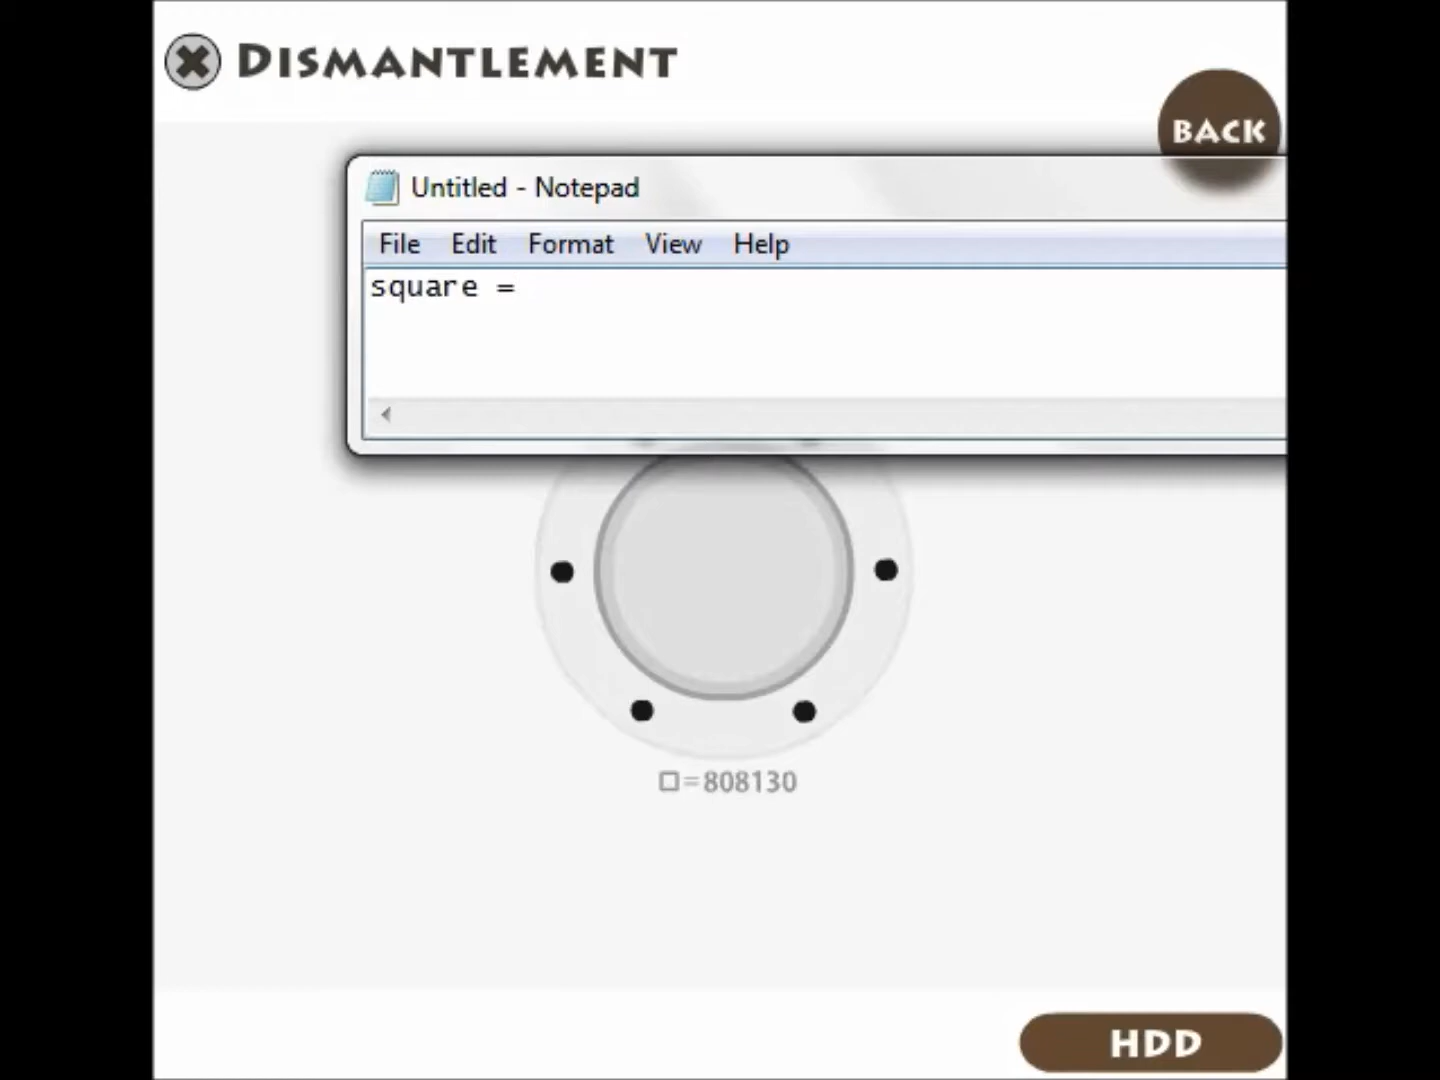 DISMANTLEMENT
BACK
Untitled - Notepad
File Edit Format View Help
square =
□=808130
HDD